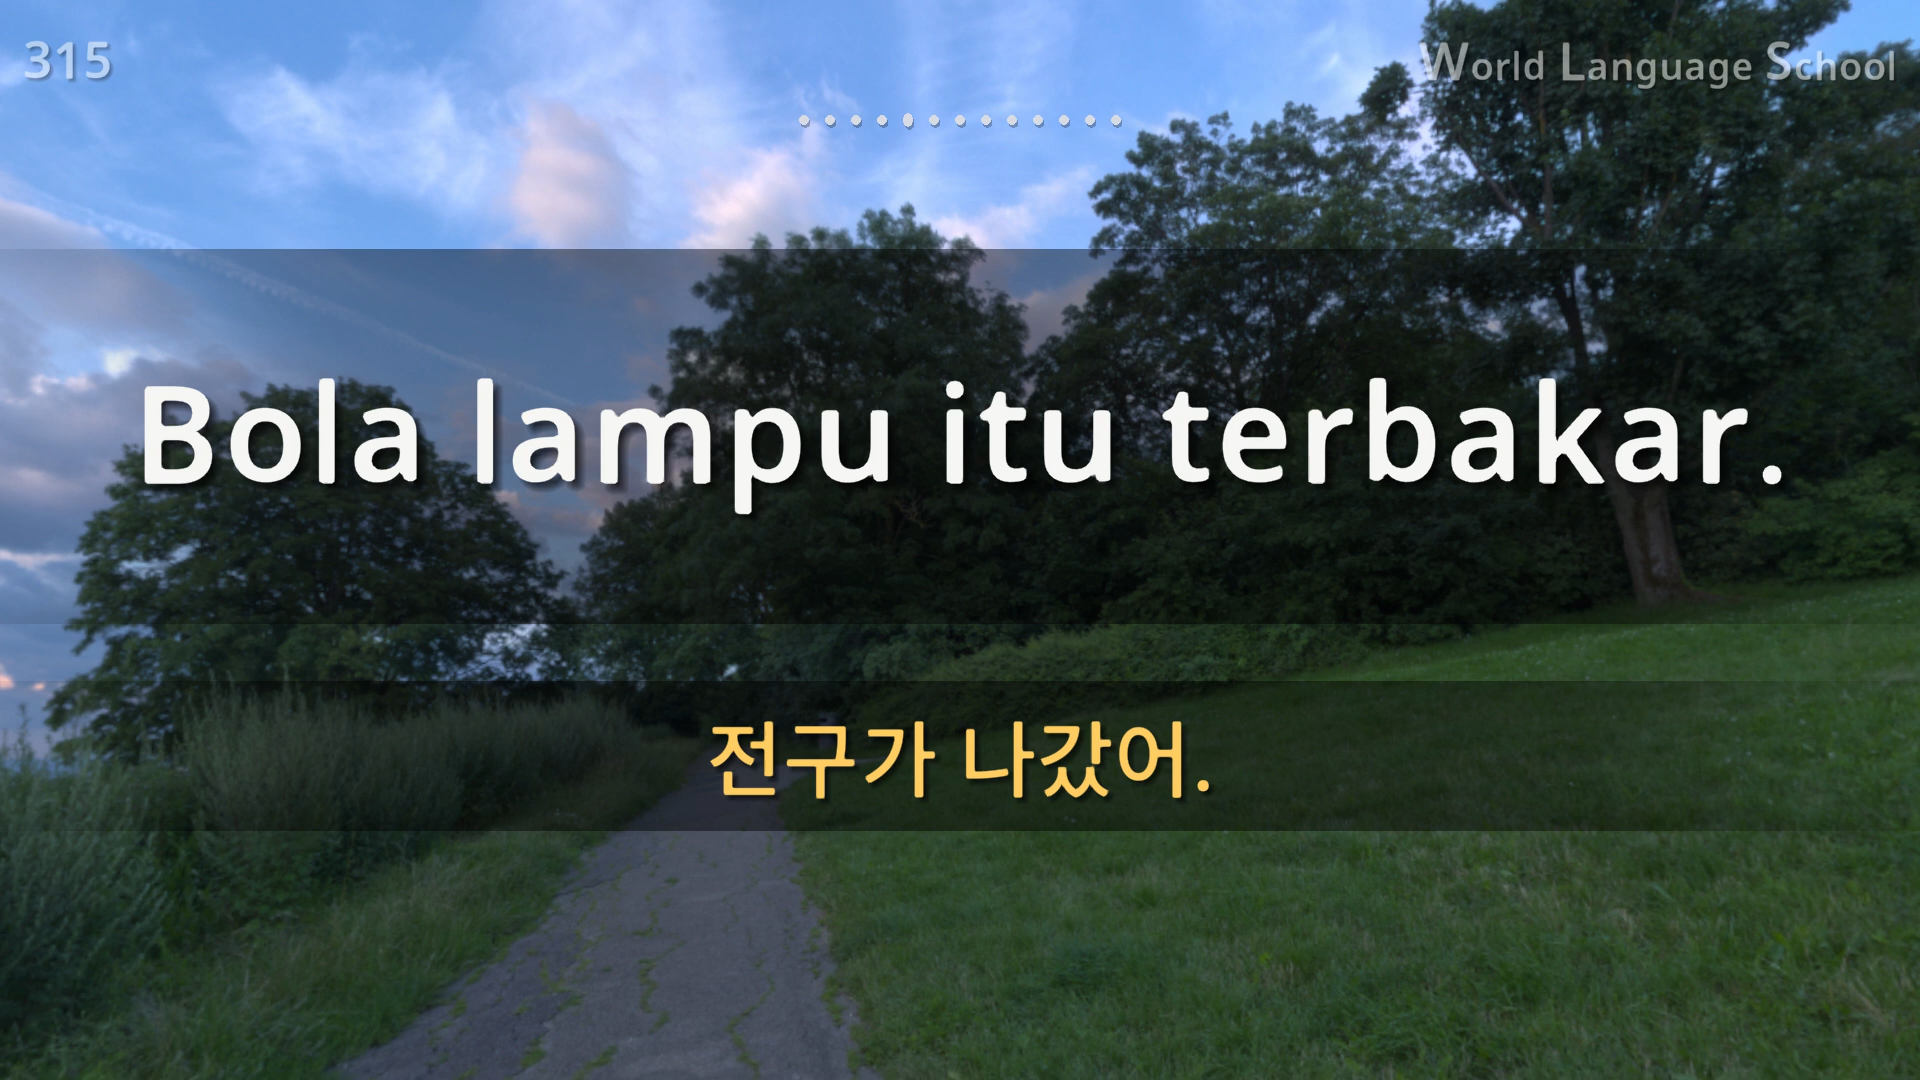 315
World Language School
Bola lampu itu terbakar.
전구가 나갔어.